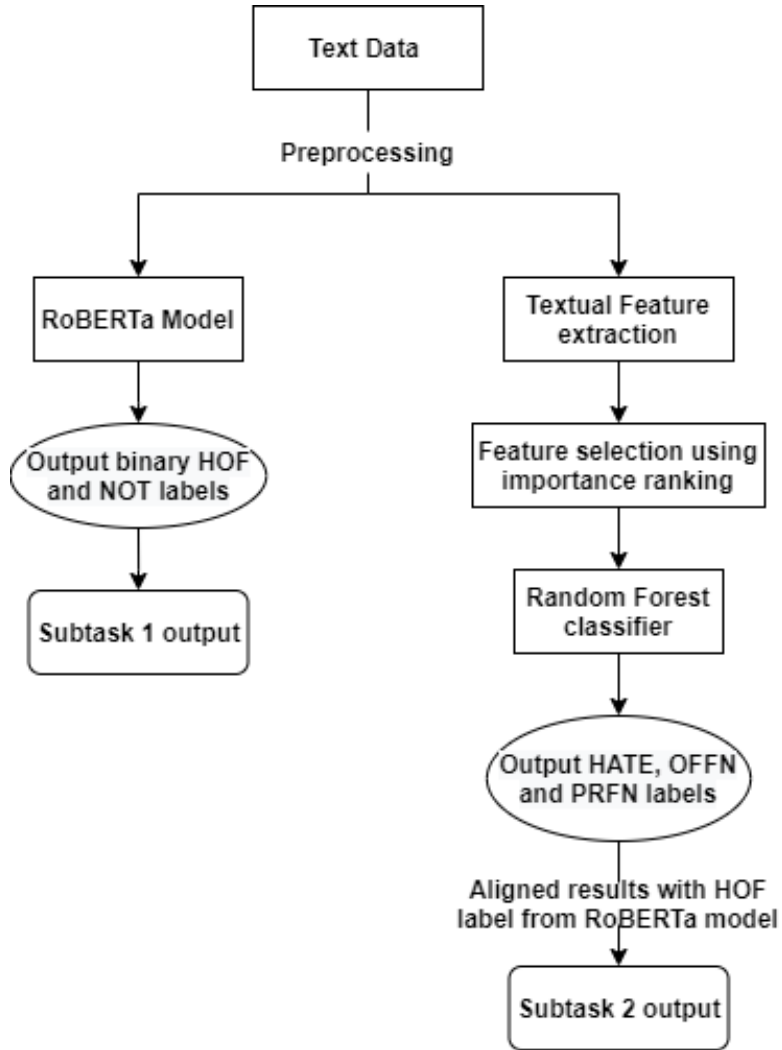 Text Data
Preprocessing
RoBERTa Model
Output binary HOF
and NOT labels
Subtask 1 output
Textual Feature
extraction
Feature selection using
importance ranking
Random Forest
classifier
Output HATE, OFFN
and PRFN labels
Aligned results with HOF
label from RoBERTa model
Subtask 2 output